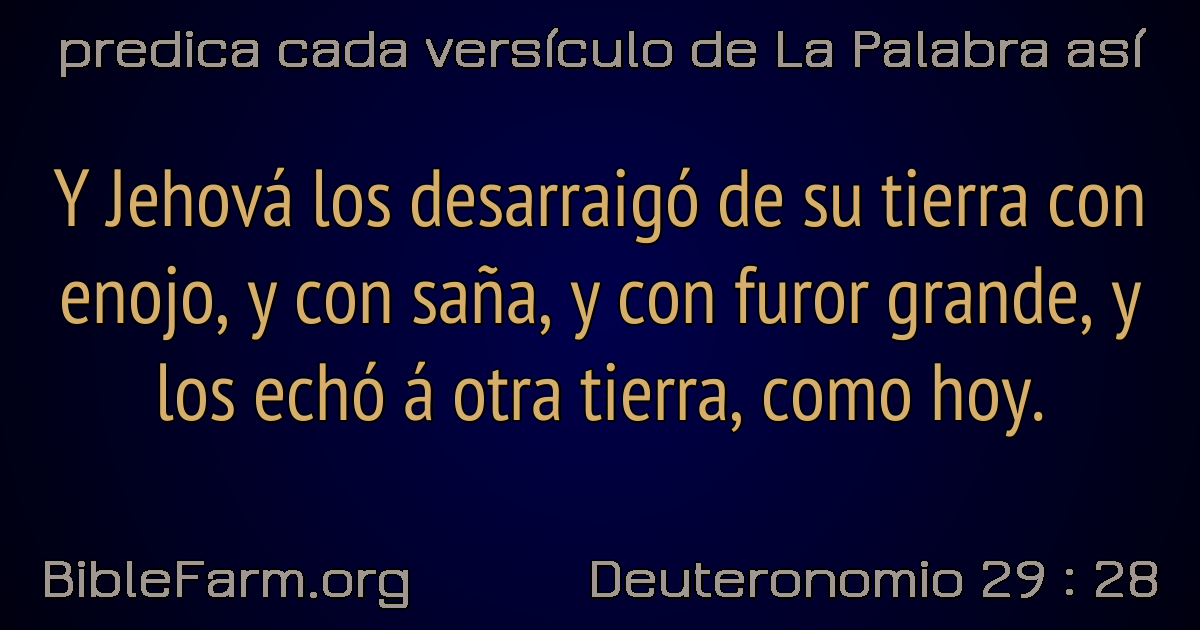 predica cada versículo de La Palabra así
Y Jehová los desarraigó de su tierra con
enojo, y con saña, y con furor grande, y
los echó á otra tierra, como hoy.
BibleFarm.org
Deuteronomio 29 : 28